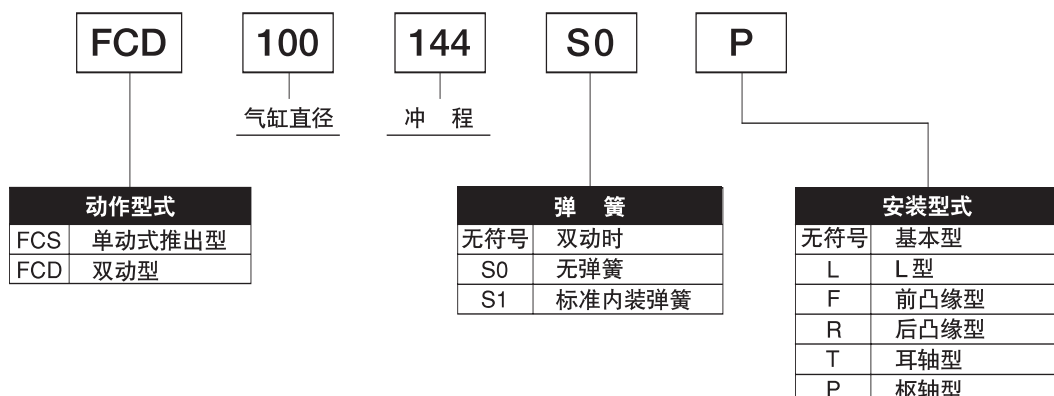 FCD 100 144 S0 P
气缸直径 冲 程
动作型式
FCS 单动式推出型
FCD 双动型
弹 簧
无符号 双动时
S0 无弹簧
S1 标准内装弹簧
安装型式
无符号 基本型
L L型
F 前凸缘型
R 后凸缘型
T 耳轴型
P 枢轴型